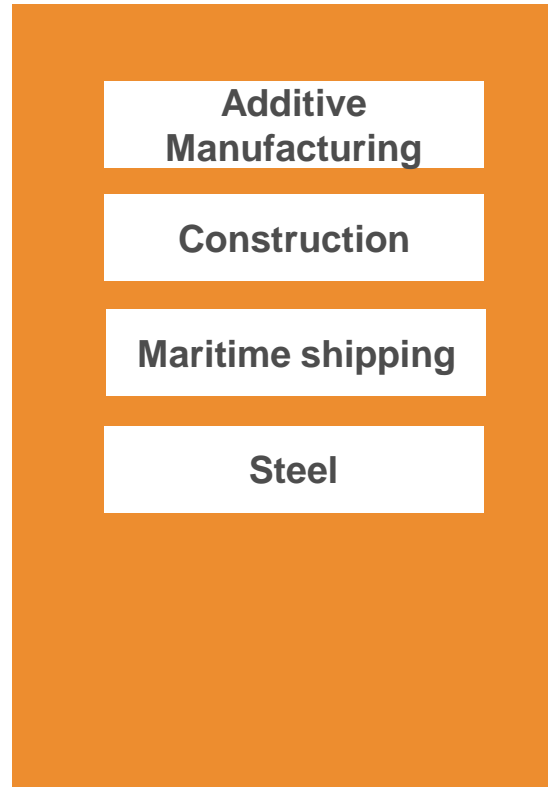 Additive
Manufacturing
Construction
Maritime shipping
Steel